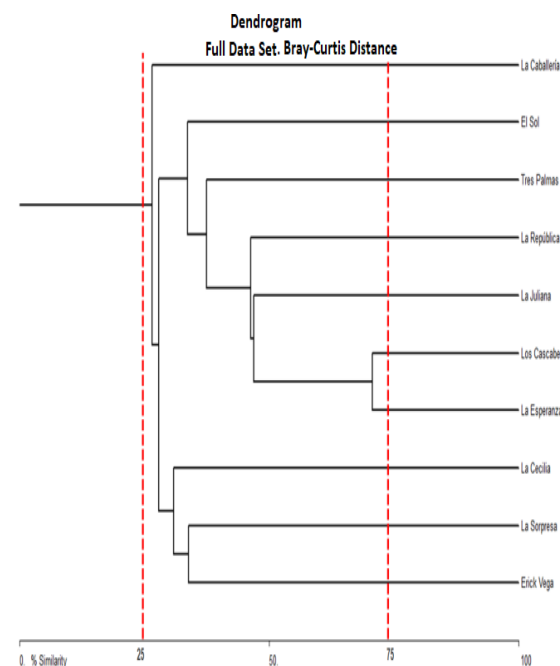 Dendrogram
Full Data Set. Bray-Curtis Distance
La Caballería
El Sol
Tres Palmas
La República
La Juliana
Los Cascabe
La Esperanza
La Cecilia
La Sorpresa
Erick Vega
0. % Similarity 25 50. 75 100